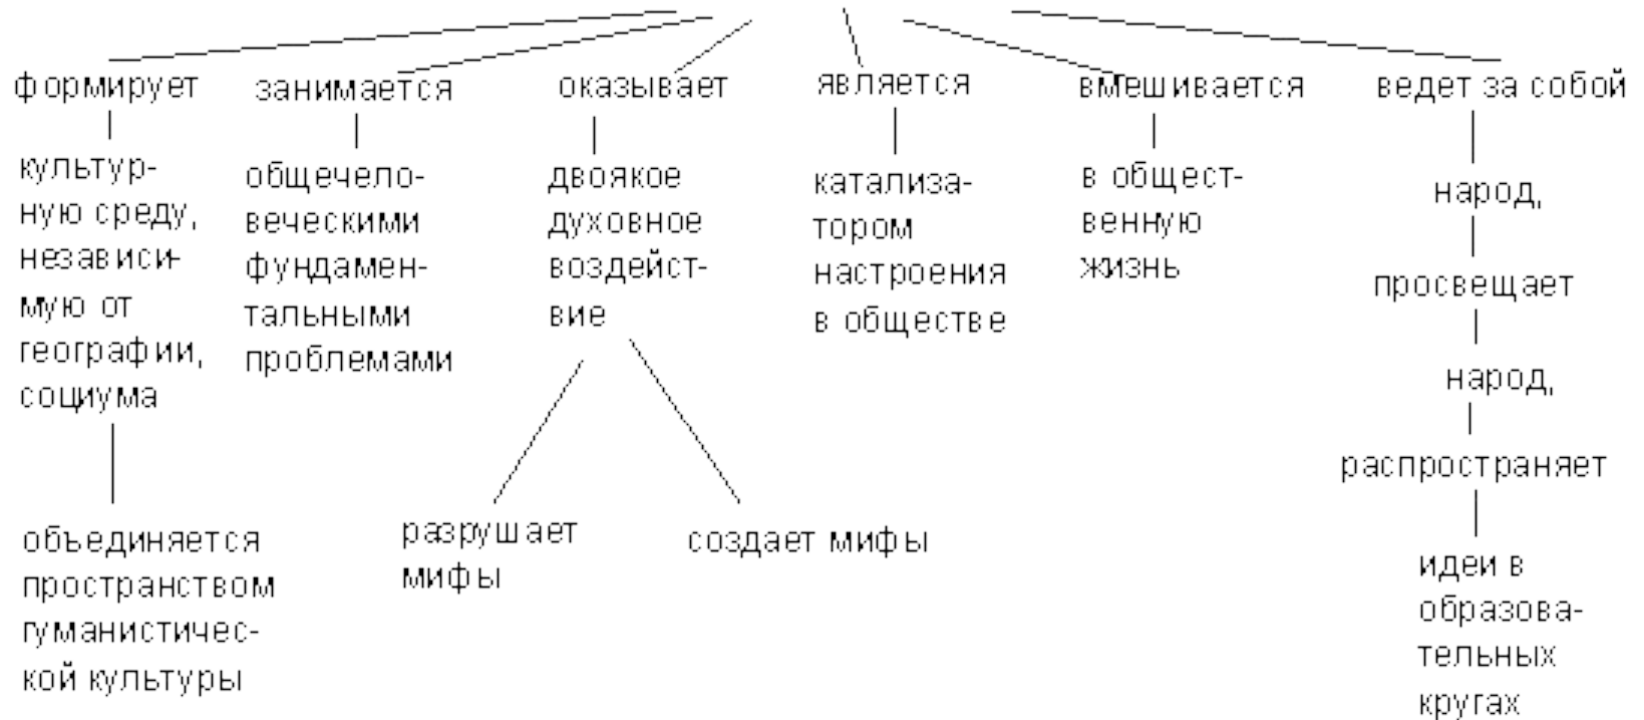 формирует
культур-
ную среду,
независи-
мую от
географии,
социума
объединяется
пространством
гуманистичес-
кой культуры
занимается
общечело-
веческими
фундамен-
тальными
проблемами
оказывает
двоякое
духовное
воздейст-
вие
разрушает
мифы
создает мифы
является
катализа-
тором
настроения
в обществе
вмешивается
в общест-
венную
жизнь
ведет за собой
народ,
просвещает
народ,
распространяет
идеи в
образова-
тельных
кругах